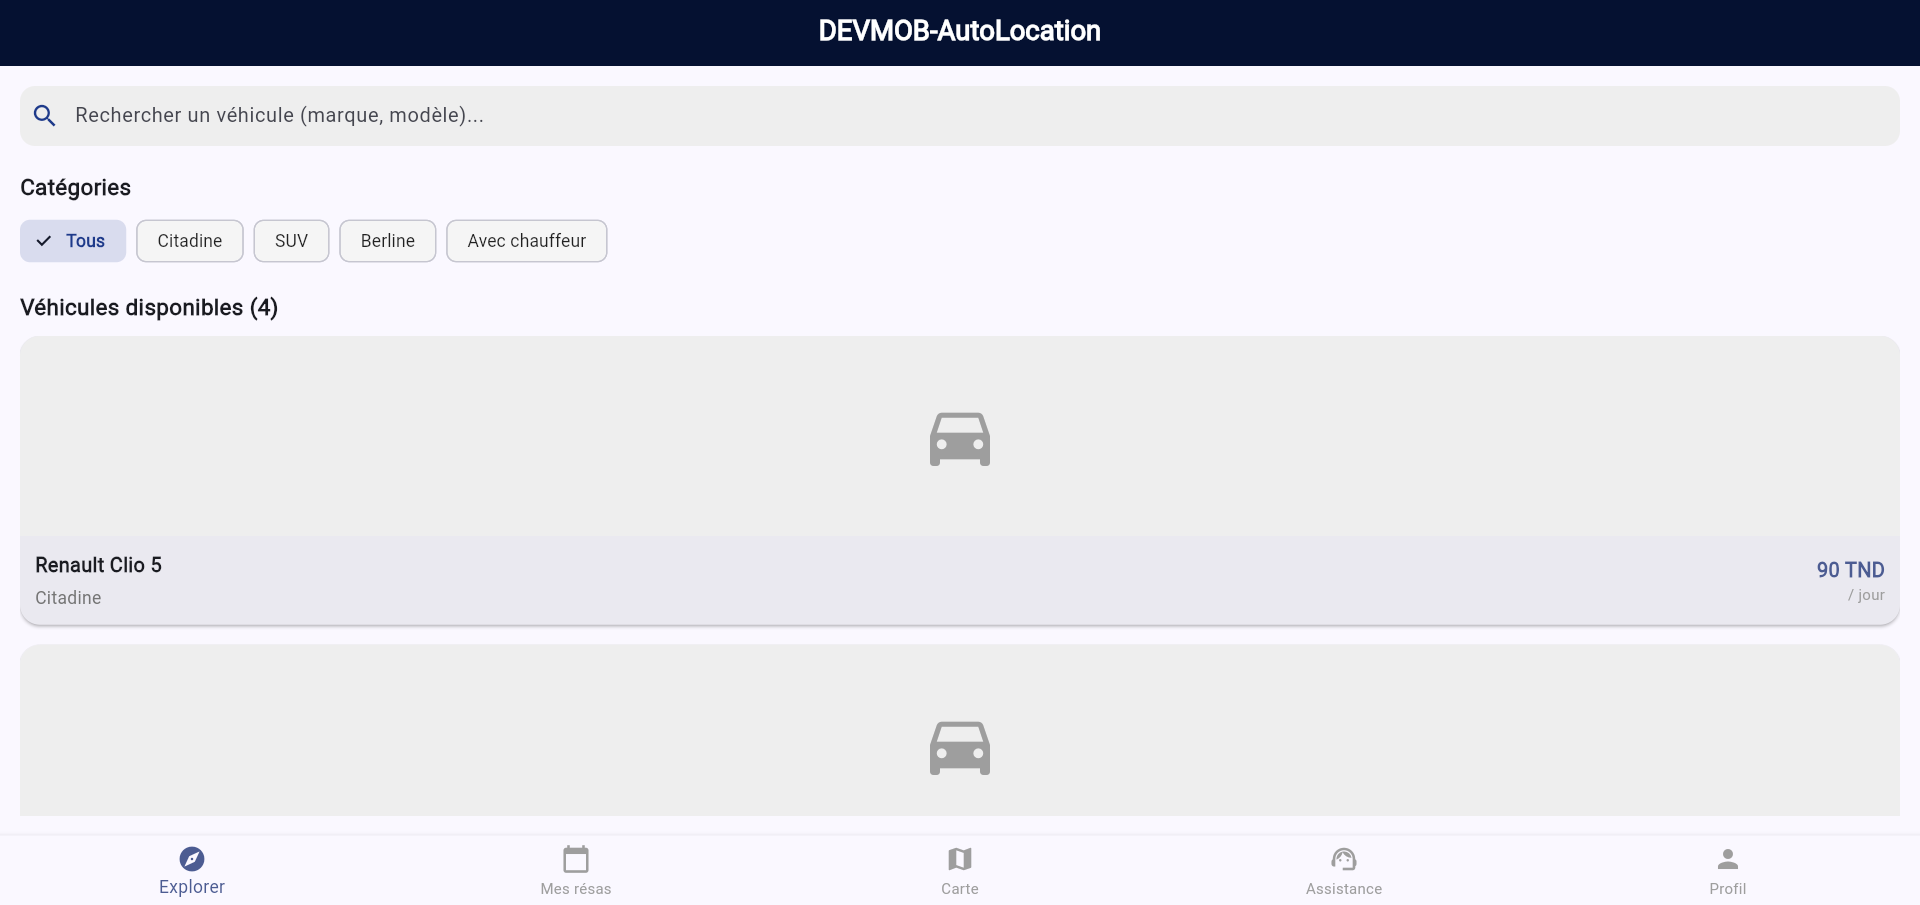 DEVMOB-AutoLocation
Rechercher un véhicule (marque, modèle)...
Catégories
Tous
Citadine
SUV
Berline
Avec chauffeur
Véhicules disponibles (4)
Renault Clio 5
Citadine
90 TND
/ jour
Explorer
Mes résas
Carte
Assistance
Profil